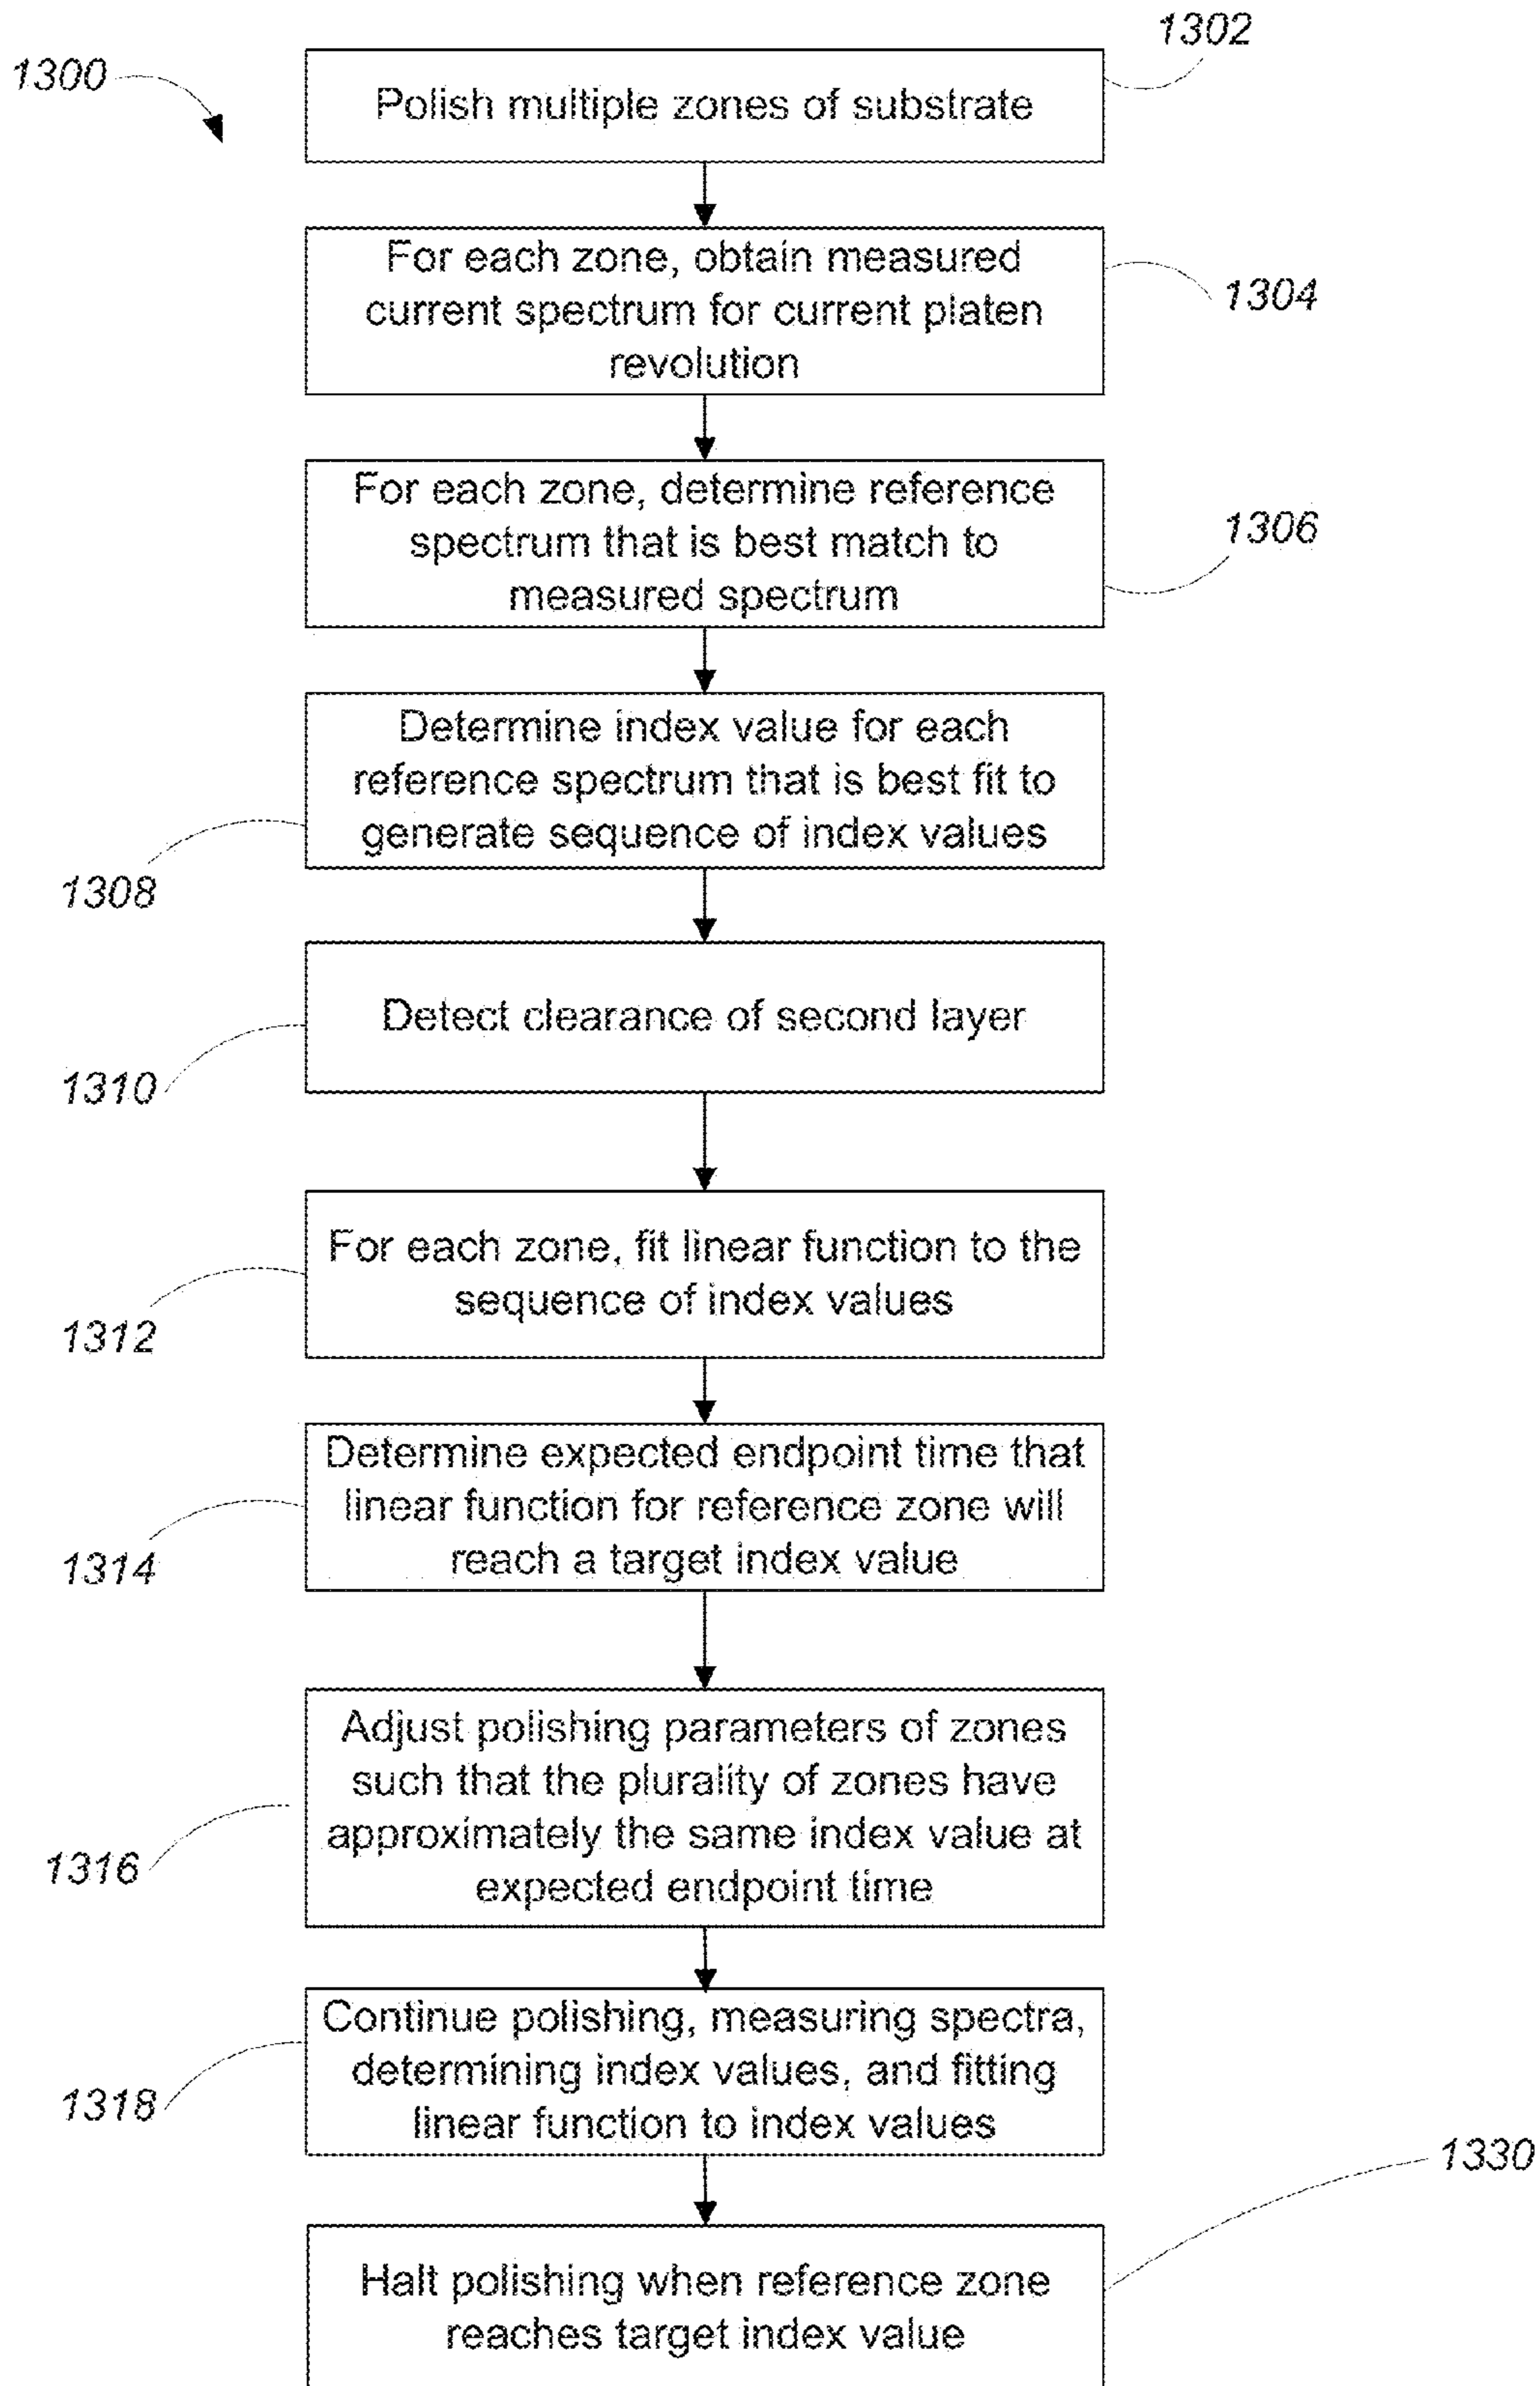 1302
1300
Polish multiple zones of substrate
For each zone, obtain measured
current spectrum for current platen
revolution
1304
For each zone, determine reference
spectrum that is best match to
measured spectrum
1306
Determine index value for each
reference spectrum that is best fit to
generate sequence of index values
1308
Detect clearance of second layer
1310
For each zone, fit linear function to the
sequence of index values
1312
Determine expected endpoint time that
linear function for reference zone will
reach a target index value
1314
Adjust polishing parameters of zones
such that the plurality of zones have
approximately the same index value at
expected endpoint time
1316
Continue polishing, measuring spectra,
determining index values, and fitting
linear function to index values
1318
1330
Halt polishing when reference zone
reaches target index value